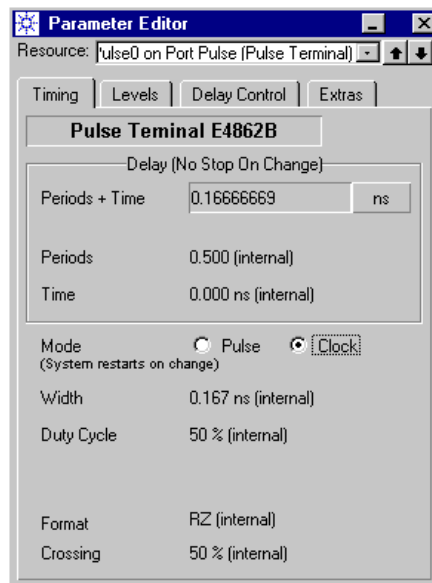 Parameter Editor
Resource: 'ulse0 on Port Pulse (Pulse Terminal)
Timing Levels Delay Control Extras
Pulse Teminal E4862B
Delay (No Stop On Change)
Periods + Time 0.16666669 ns
Periods 0.500 (internal)
Time 0.000 ns (internal)
Mode Pulse Clock
(System restarts on change)
Width 0.167 ns (internal)
Duty Cycle 50 % (internal)
Format RZ (internal)
Crossing 50 % (internal)